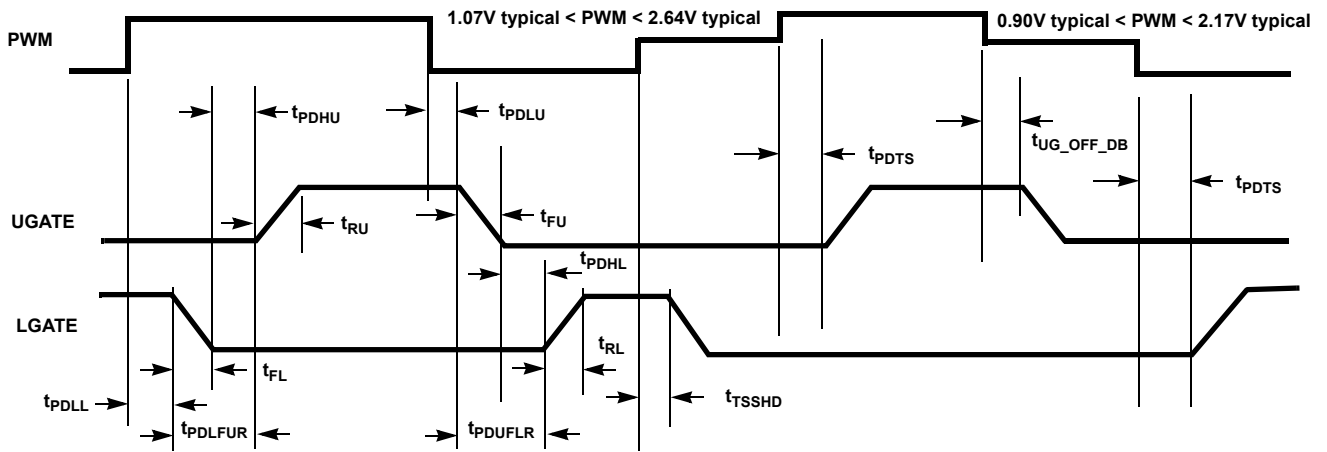 1.07V typical < PWM < 2.64V typical
0.90V typical < PWM < 2.17V typical
PWM
tPDHU
tPDLU
tPDTS
tUG_OFF_DB
tPDTS
UGATE
tRU
tFU
tPDHL
LGATE
tFL
tRL
tPDLL
tTSSHD
tPDLFUR
tPDUFLR